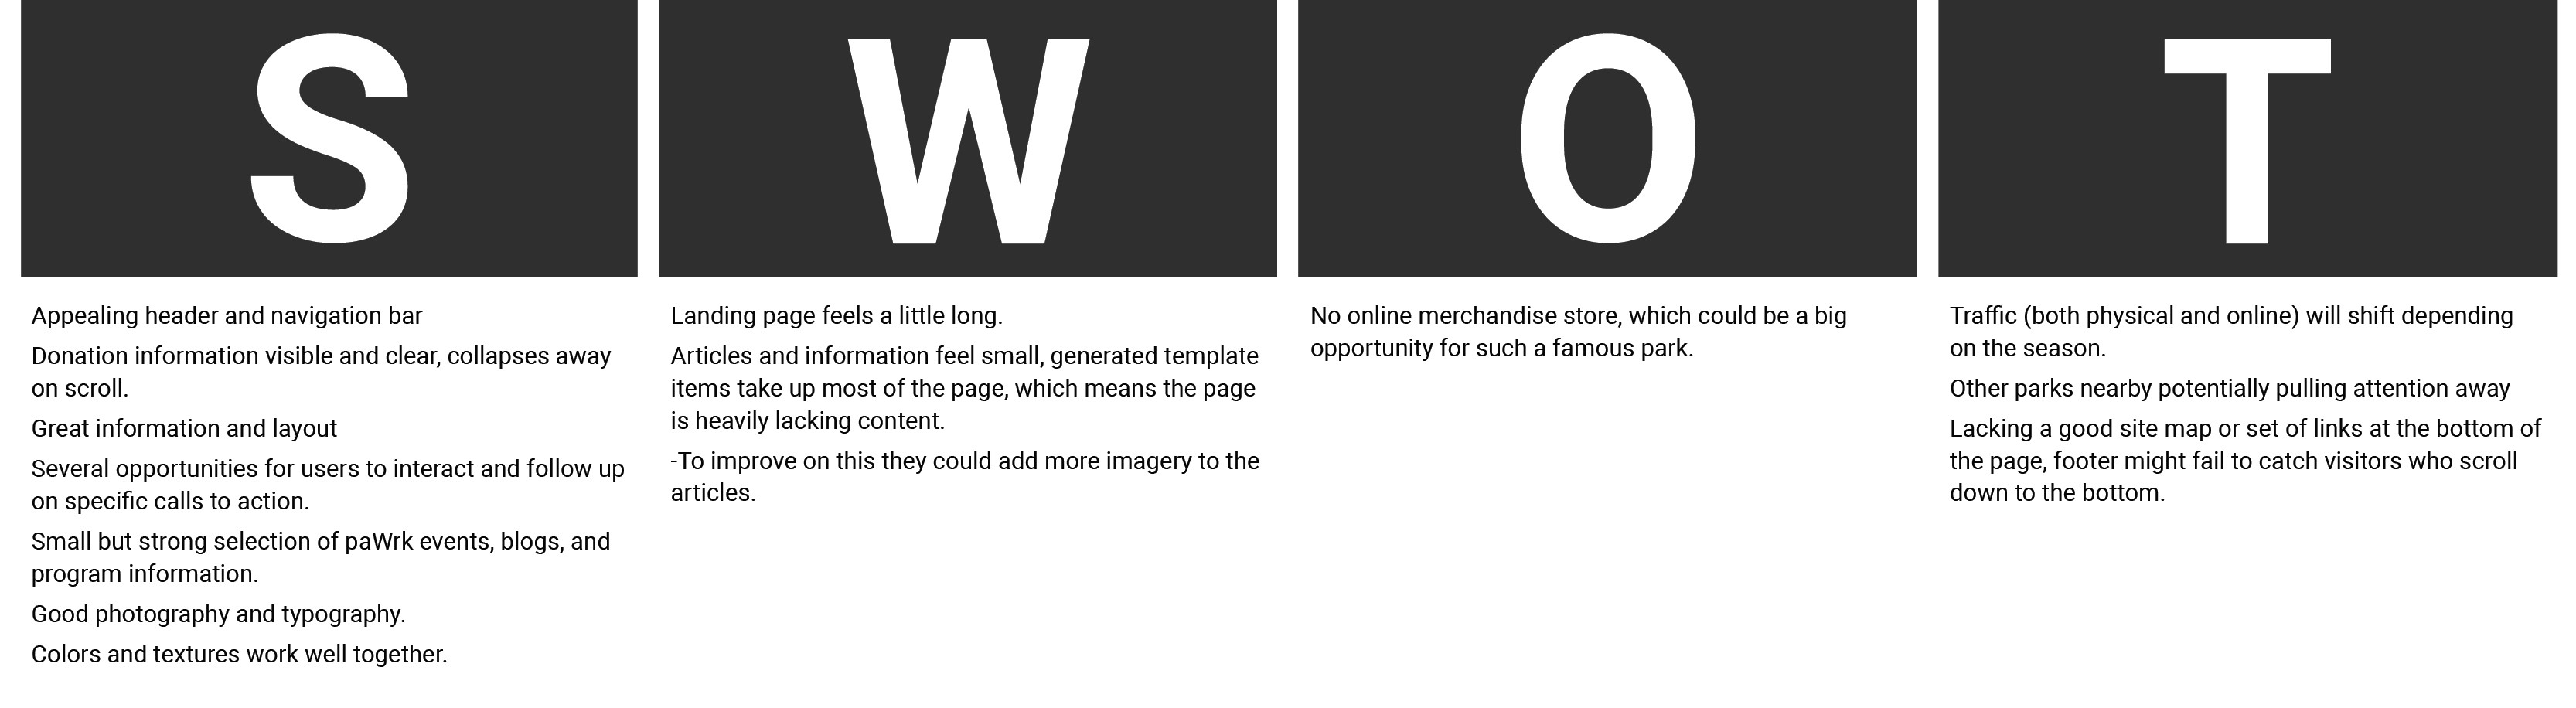 S
Appealing header and navigation bar
Donation information visible and clear, collapses away
on scroll.
Great information and layout
Several opportunities for users to interact and follow up
on specific calls to action.
Small but strong selection of paWrk events, blogs, and
program information.
Good photography and typography.
Colors and textures work well together.
W
Landing page feels a little long.
Articles and information feel small, generated template
items take up most of the page, which means the page
is heavily lacking content.
-To improve on this they could add more imagery to the
articles.
O
No online merchandise store, which could be a big
opportunity for such a famous park.
T
Traffic (both physical and online) will shift depending
on the season.
Other parks nearby potentially pulling attention away
Lacking a good site map or set of links at the bottom of
the page, footer might fail to catch visitors who scroll
down to the bottom.